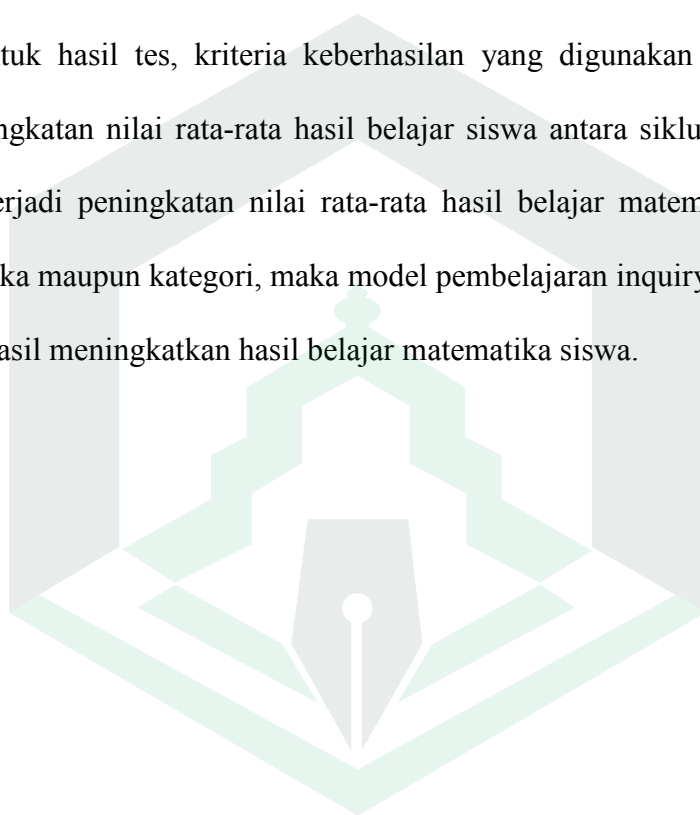 tuk hasil tes, kriteria keberhasilan yang digunakan
ngkatan nilai rata-rata hasil belajar siswa antara siklu
erjadi peningkatan nilai rata-rata hasil belajar matem
ka maupun kategori, maka model pembelajaran inquiry
asil meningkatkan hasil belajar matematika siswa.